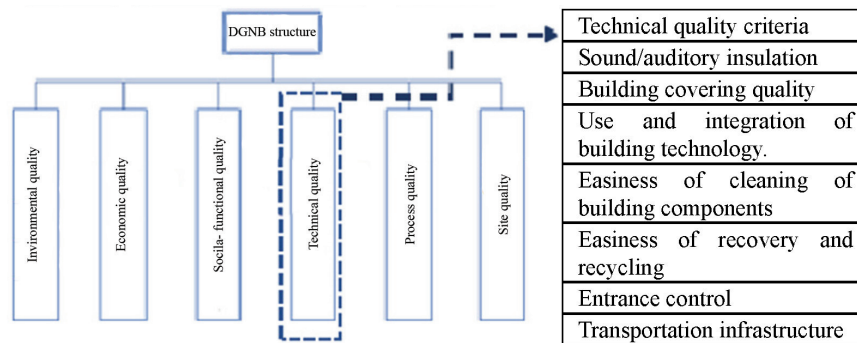 DGNB structure
Invironmental quality
Economic quality
Socila- functional quality
Technical quality
Process quality
Site quality
Technical quality criteria
Sound/auditory insulation
Building covering quality
Use and integration of
building technology.
Easiness of cleaning of
building components
Easiness of recovery and
recycling
Entrance control
Transportation infrastructure